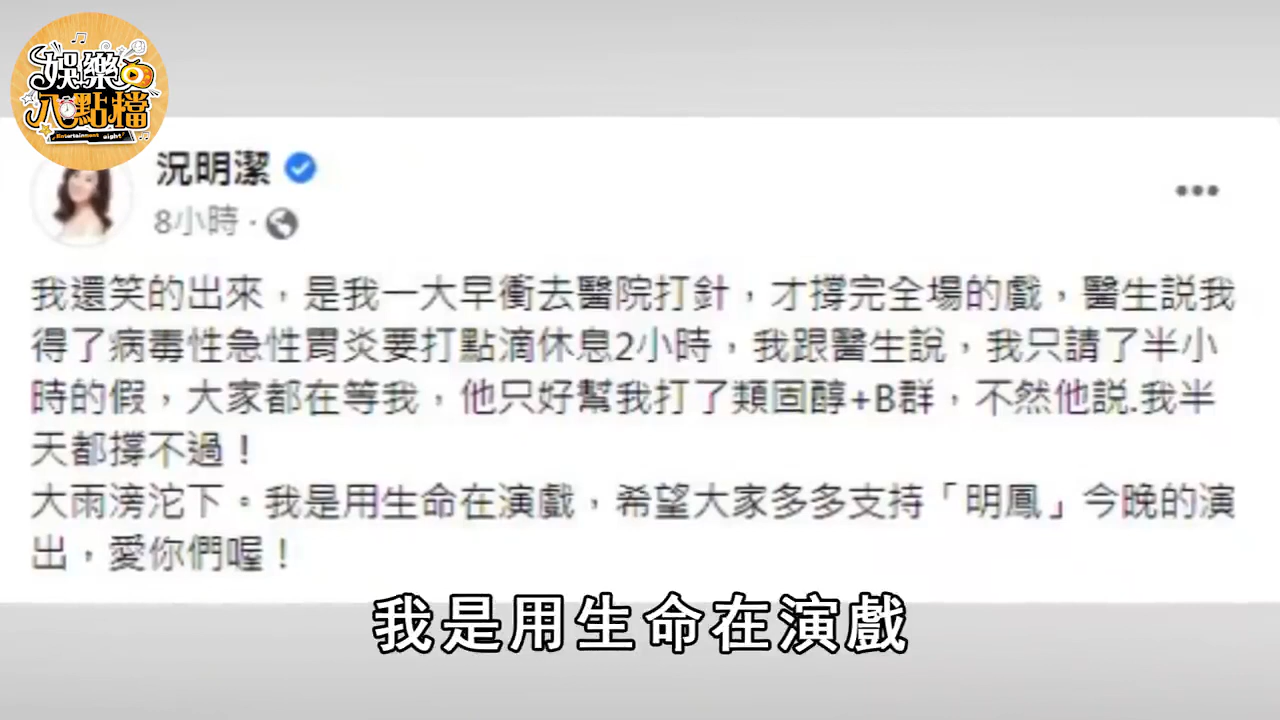 娛樂
八點檔
Entertainment eight
況明潔
8小時·
我還笑的出來，是我一大早衝去醫院打針，才撐完全場的戲，醫生說我
得了病毒性急性胃炎要打點滴休息2小時，我跟醫生說，我只請了半小
時的假，大家都在等我，他只好幫我打了類固醇+B群，不然他說.我半
天都撐不過！
大雨滂沱下。我是用生命在演戲，希望大家多多支持「明鳳」今晚的演
出，愛你們喔！
我是用生命在演戲